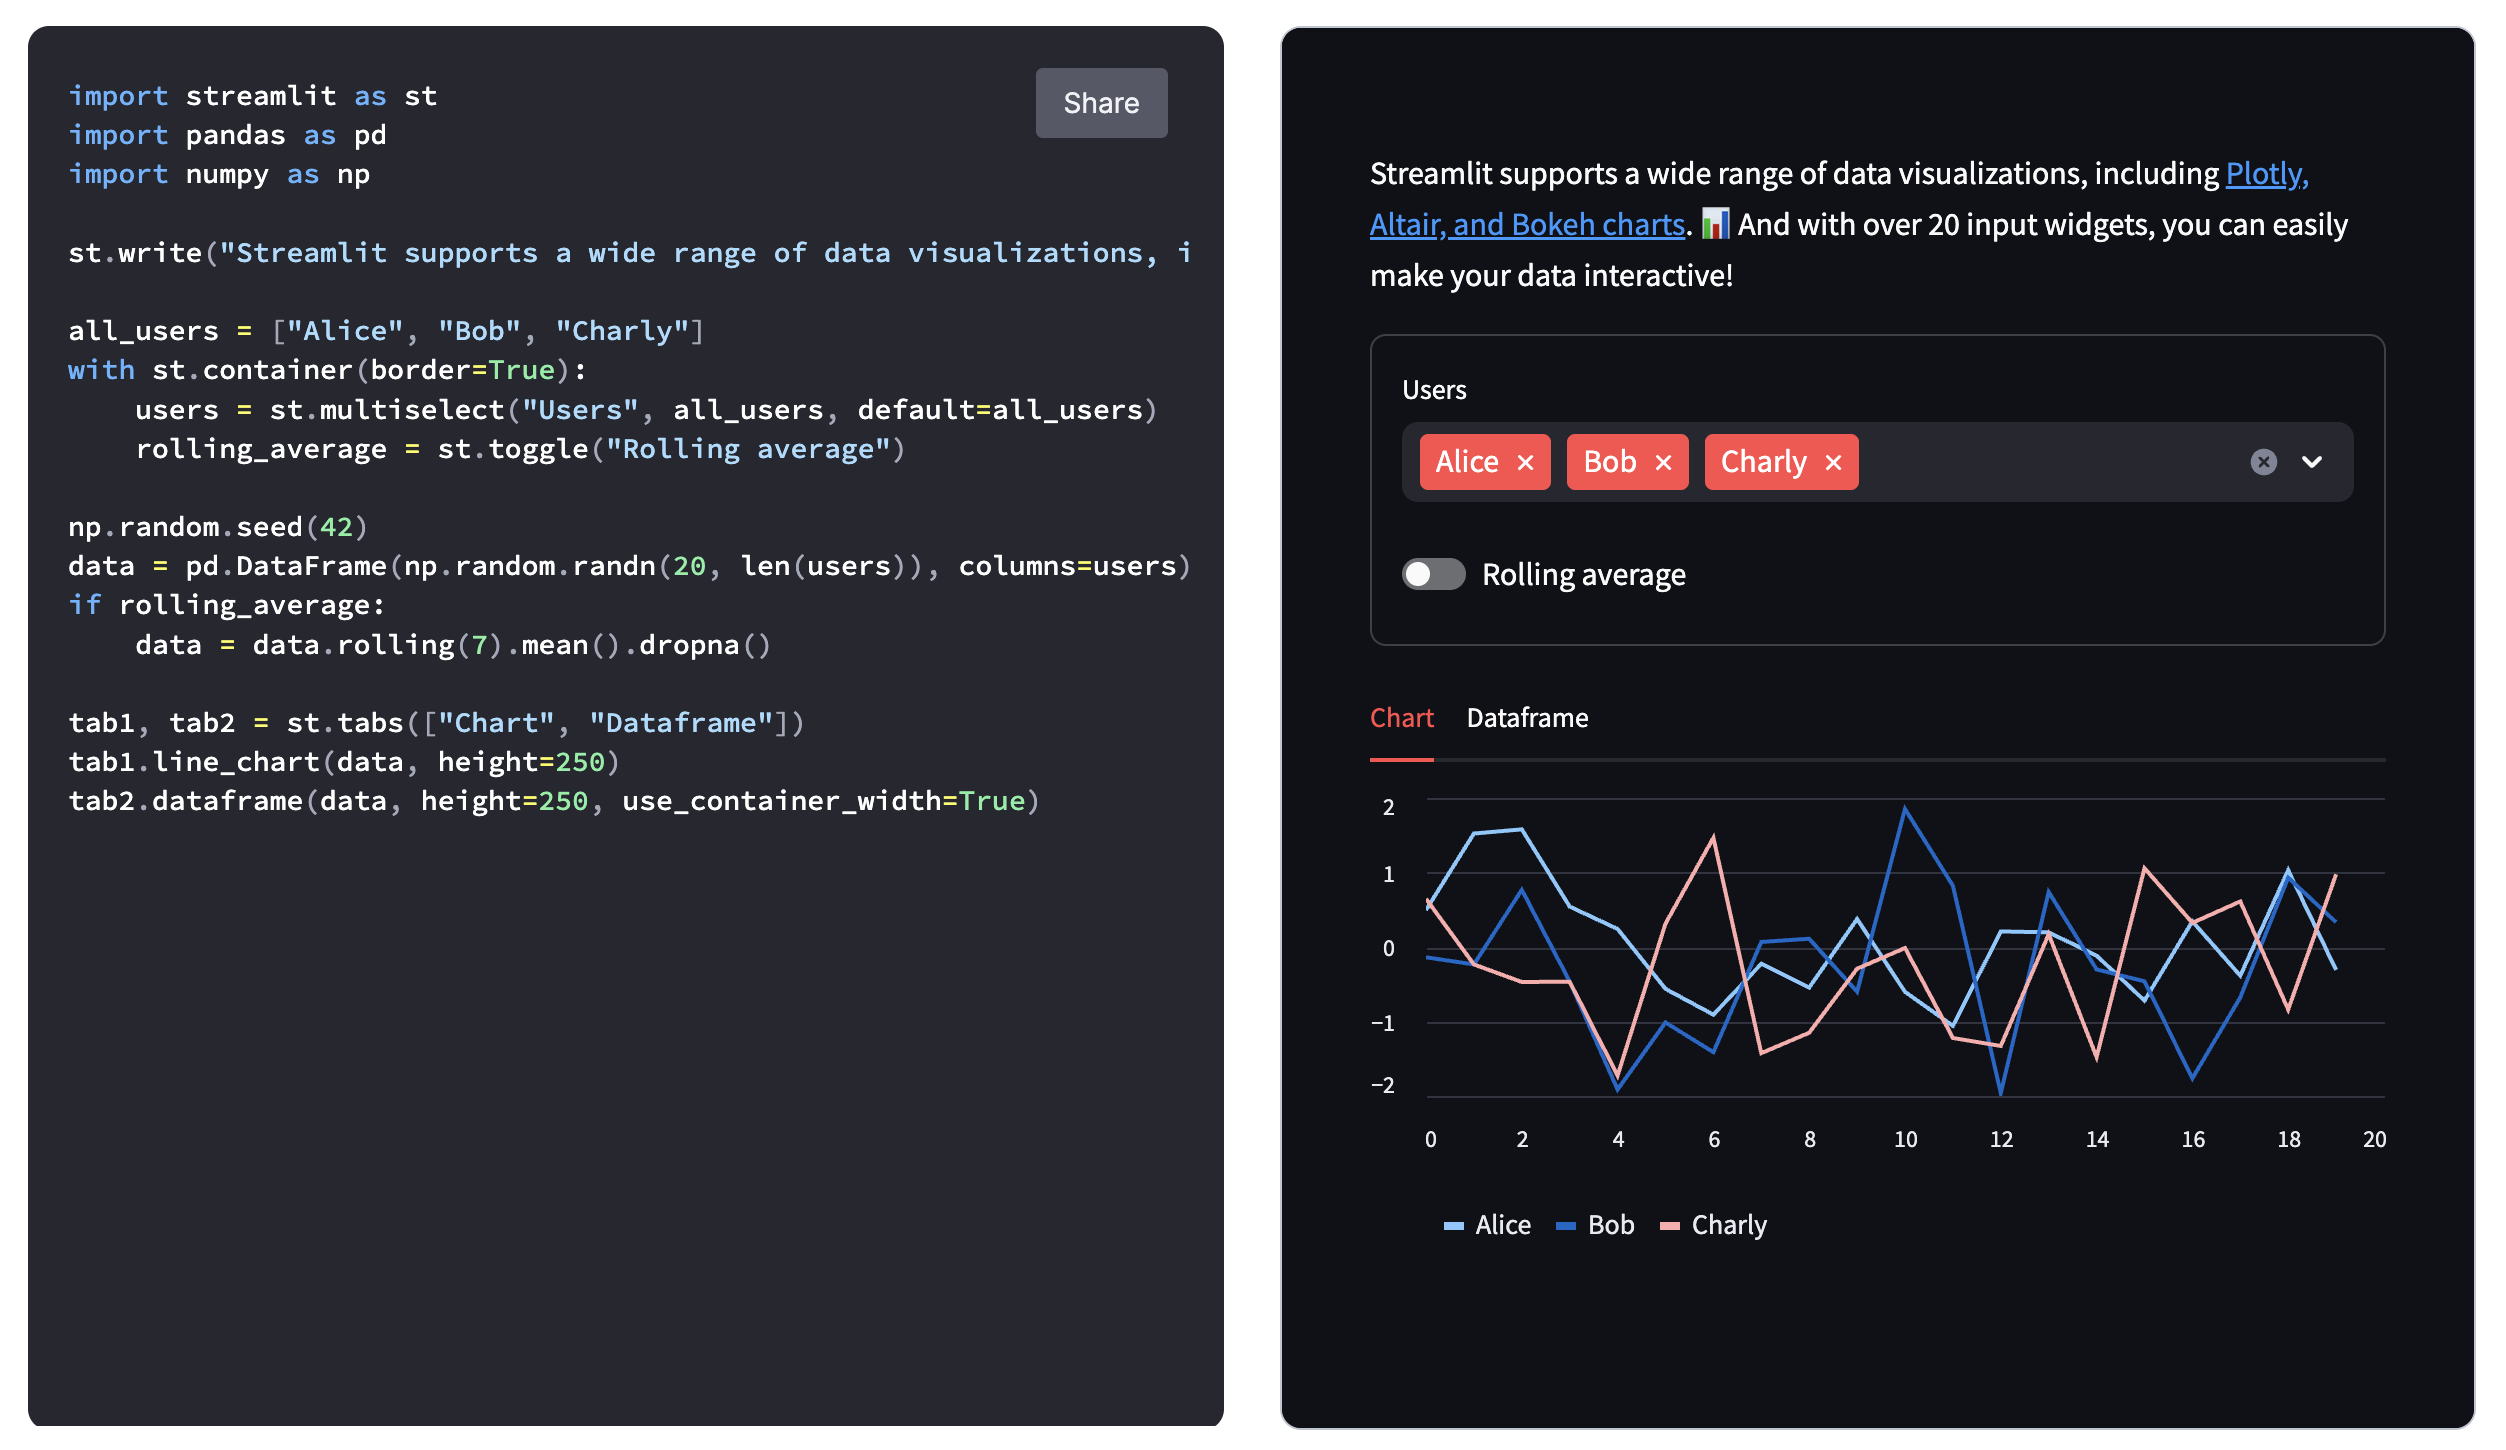 import streamlit as st
import pandas as pd
import numpy as np
st.write("Streamlit supports a wide range of data visualizations, i
all_users = ["Alice", "Bob", "Charly"]
with st.container(border=True):
    users = st.multiselect("Users", all_users, default=all_users)
    rolling_average = st.toggle("Rolling average")
np.random.seed(42)
data = pd.DataFrame(np.random.randn(20, len(users)), columns=users)
if rolling_average:
    data = data.rolling(7).mean().dropna()
tab1, tab2 = st.tabs(["Chart", "Dataframe"])
tab1.line_chart(data, height=250)
tab2.dataframe(data, height=250, use_container_width=True)
Share
Streamlit supports a wide range of data visualizations, including Plotly,
Altair, and Bokeh charts. 📊 And with over 20 input widgets, you can easily
make your data interactive!
Users
Alice Bob Charly
Rolling average
Chart Dataframe
2
1
0
−1
−2
0 2 4 6 8 10 12 14 16 18 20
Alice Bob Charly